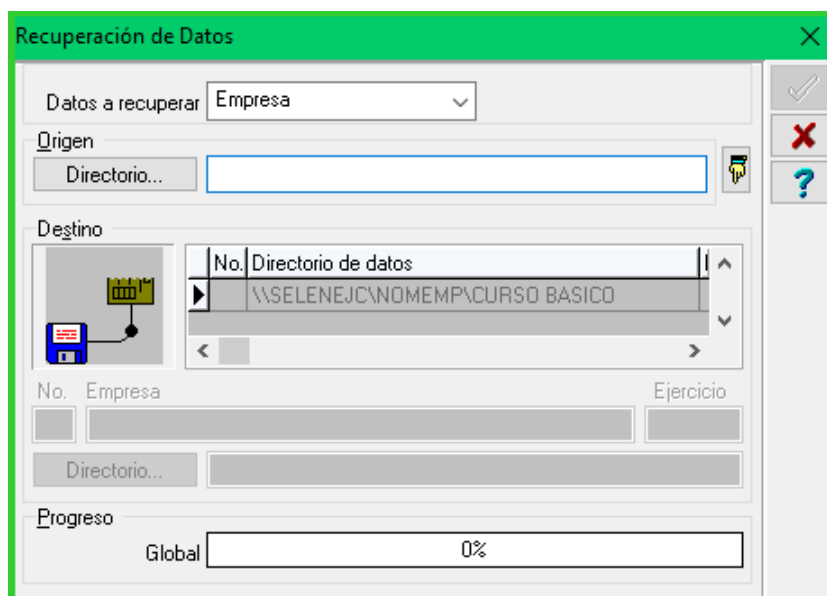 Recuperación de Datos
Datos a recuperar Empresa
Origen
Directorio...
Destino
No. Directorio de datos
\\SELENEJC\NOMEMP\CURSO BASICO
No. Empresa Ejercicio
Directorio...
Progreso
Global 0%